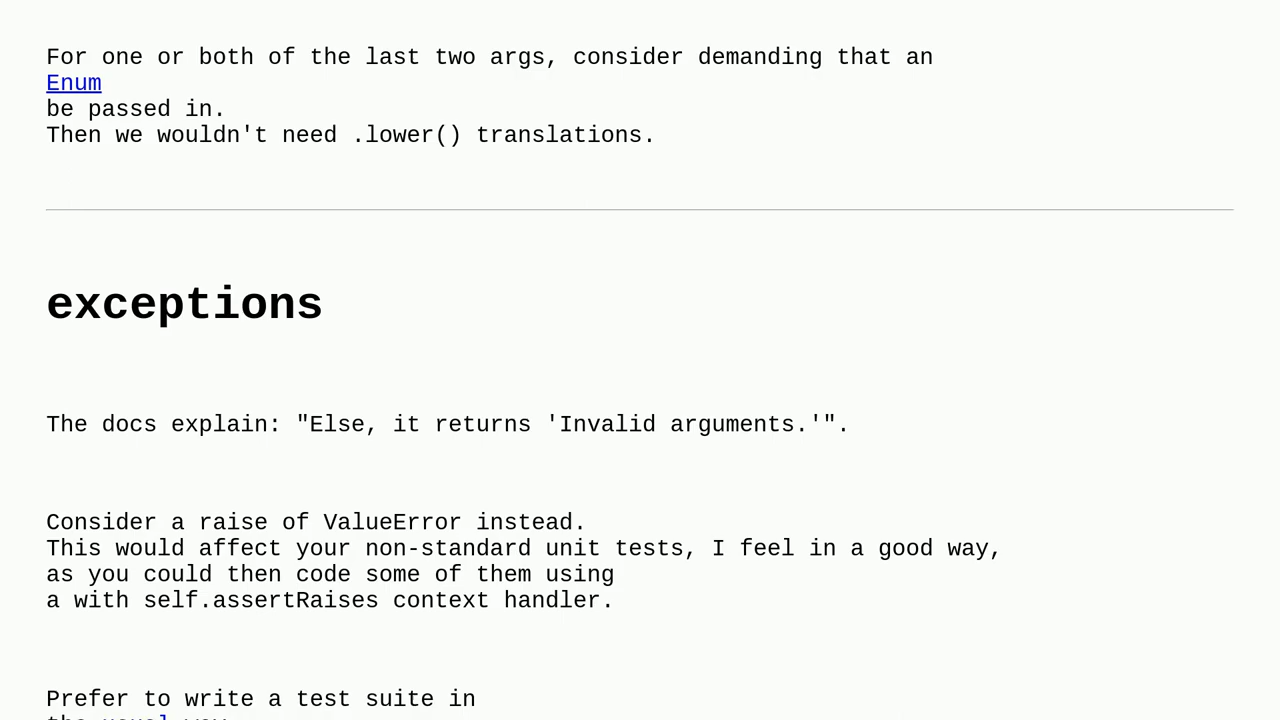 For one or both of the last two args, consider demanding that an
Enum
be passed in.
Then we wouldn't need .lower() translations.
exceptions
The docs explain: "Else, it returns 'Invalid arguments.'".
Consider a raise of ValueError instead.
This would affect your non-standard unit tests, I feel in a good way,
as you could then code some of them using
a with self.assertRaises context handler.
Prefer to write a test suite in